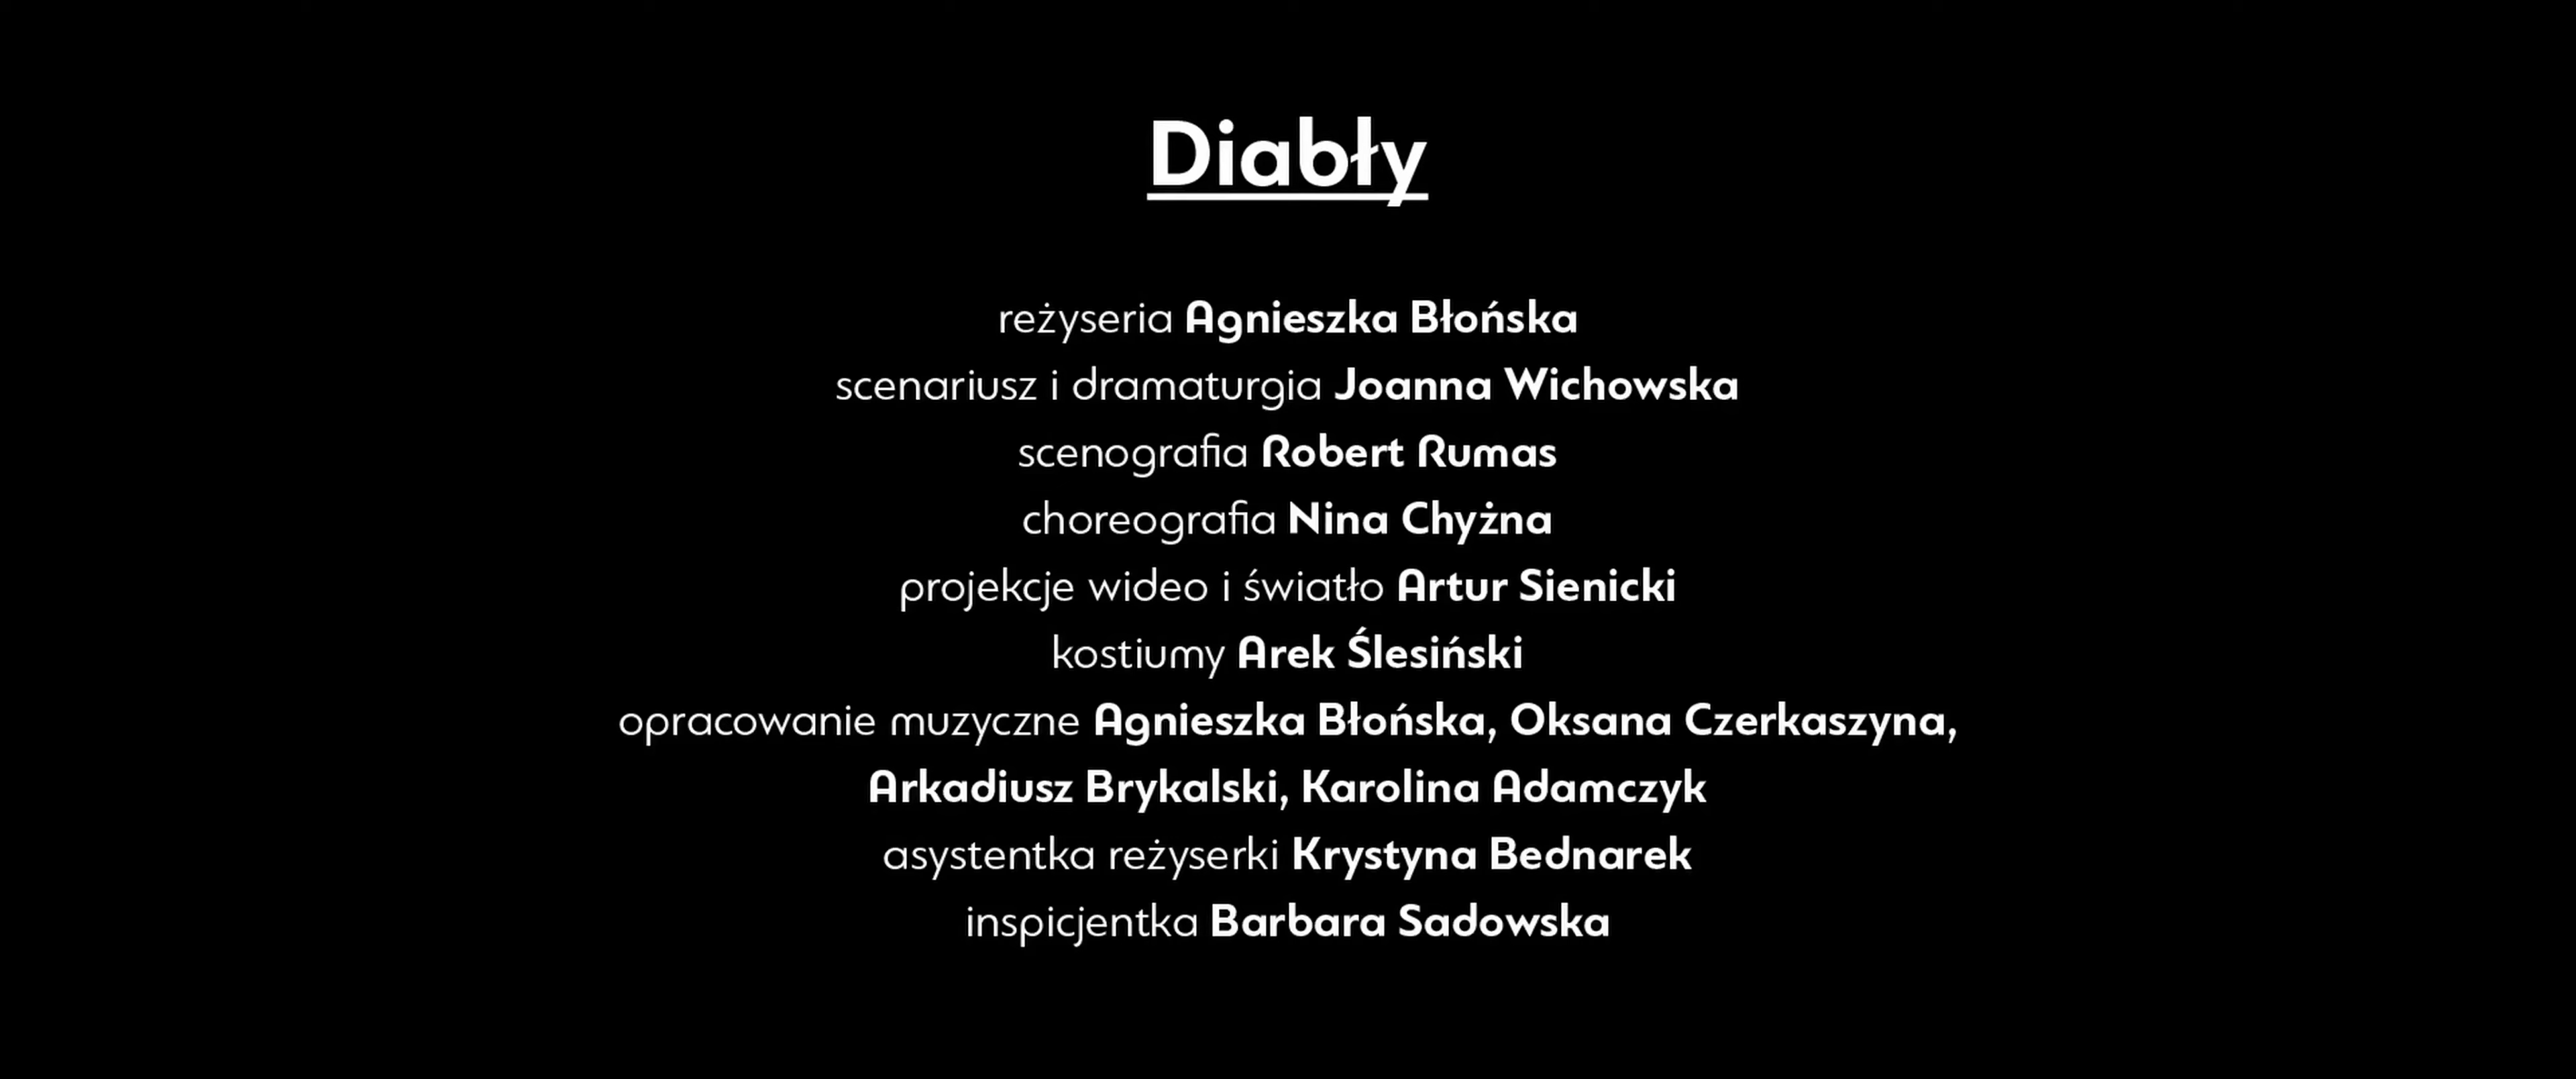 Diabły
reżyseria Agnieszka Błońska
scenariusz i dramaturgia Joanna Wichowska
scenografia Robert Rumas
choreografia Nina Chyżna
projekcje wideo i światło Artur Sienicki
kostiumy Arek Ślesiński
opracowanie muzyczne Agnieszka Błońska, Oksana Czerkaszyna,
Arkadiusz Brykalski, Karolina Adamczyk
asystentka reżyserki Krystyna Bednarek
inspicjentka Barbara Sadowska